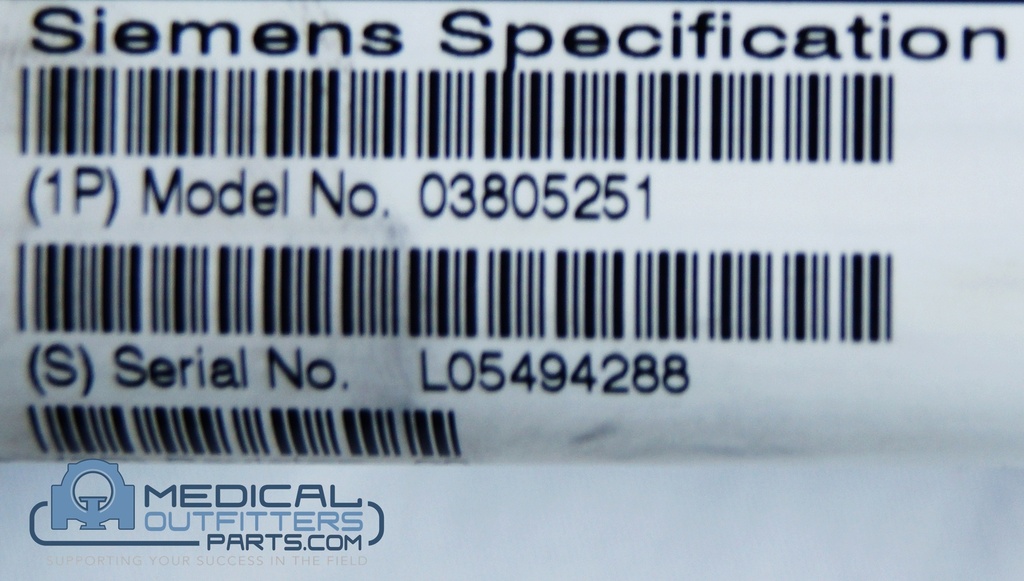 Siemens Specification
(1P) Model No. 03805251
(S) Serial No. L05494288
MEDICAL
OUTFITTERS
PARTS.COM
SUPPORTING YOUR SUCCESS IN THE FIELD